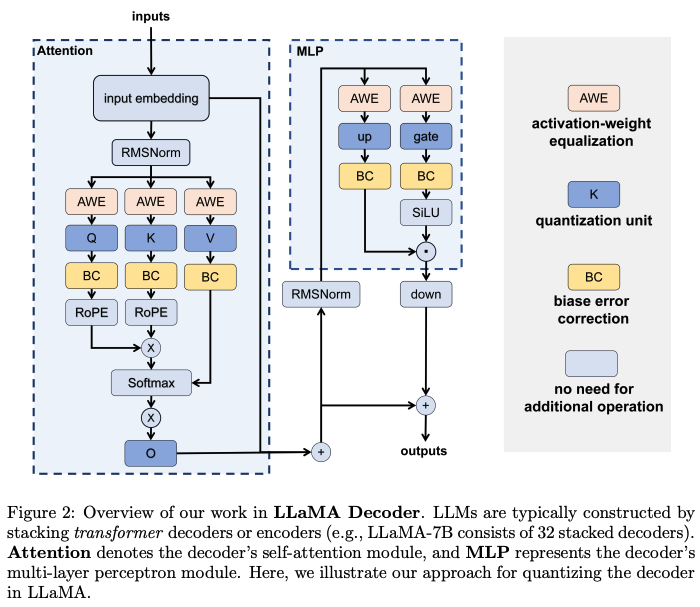 inputs
Attention
MLP
input embedding
RMSNorm
AWE AWE AWE
Q K V
BC BC BC
RoPE RoPE
X
Softmax
X
O
+
AWE AWE
up gate
BC BC
SiLU
·
RMSNorm down
+
outputs
AWE
activation-weight
equalization
K
quantization unit
BC
biase error
correction
no need for
additional operation
Figure 2: Overview of our work in LLaMA Decoder. LLMs are typically constructed by
stacking transformer decoders or encoders (e.g., LLaMA-7B consists of 32 stacked decoders).
Attention denotes the decoder's self-attention module, and MLP represents the decoder's
multi-layer perceptron module. Here, we illustrate our approach for quantizing the decoder
in LLaMA.